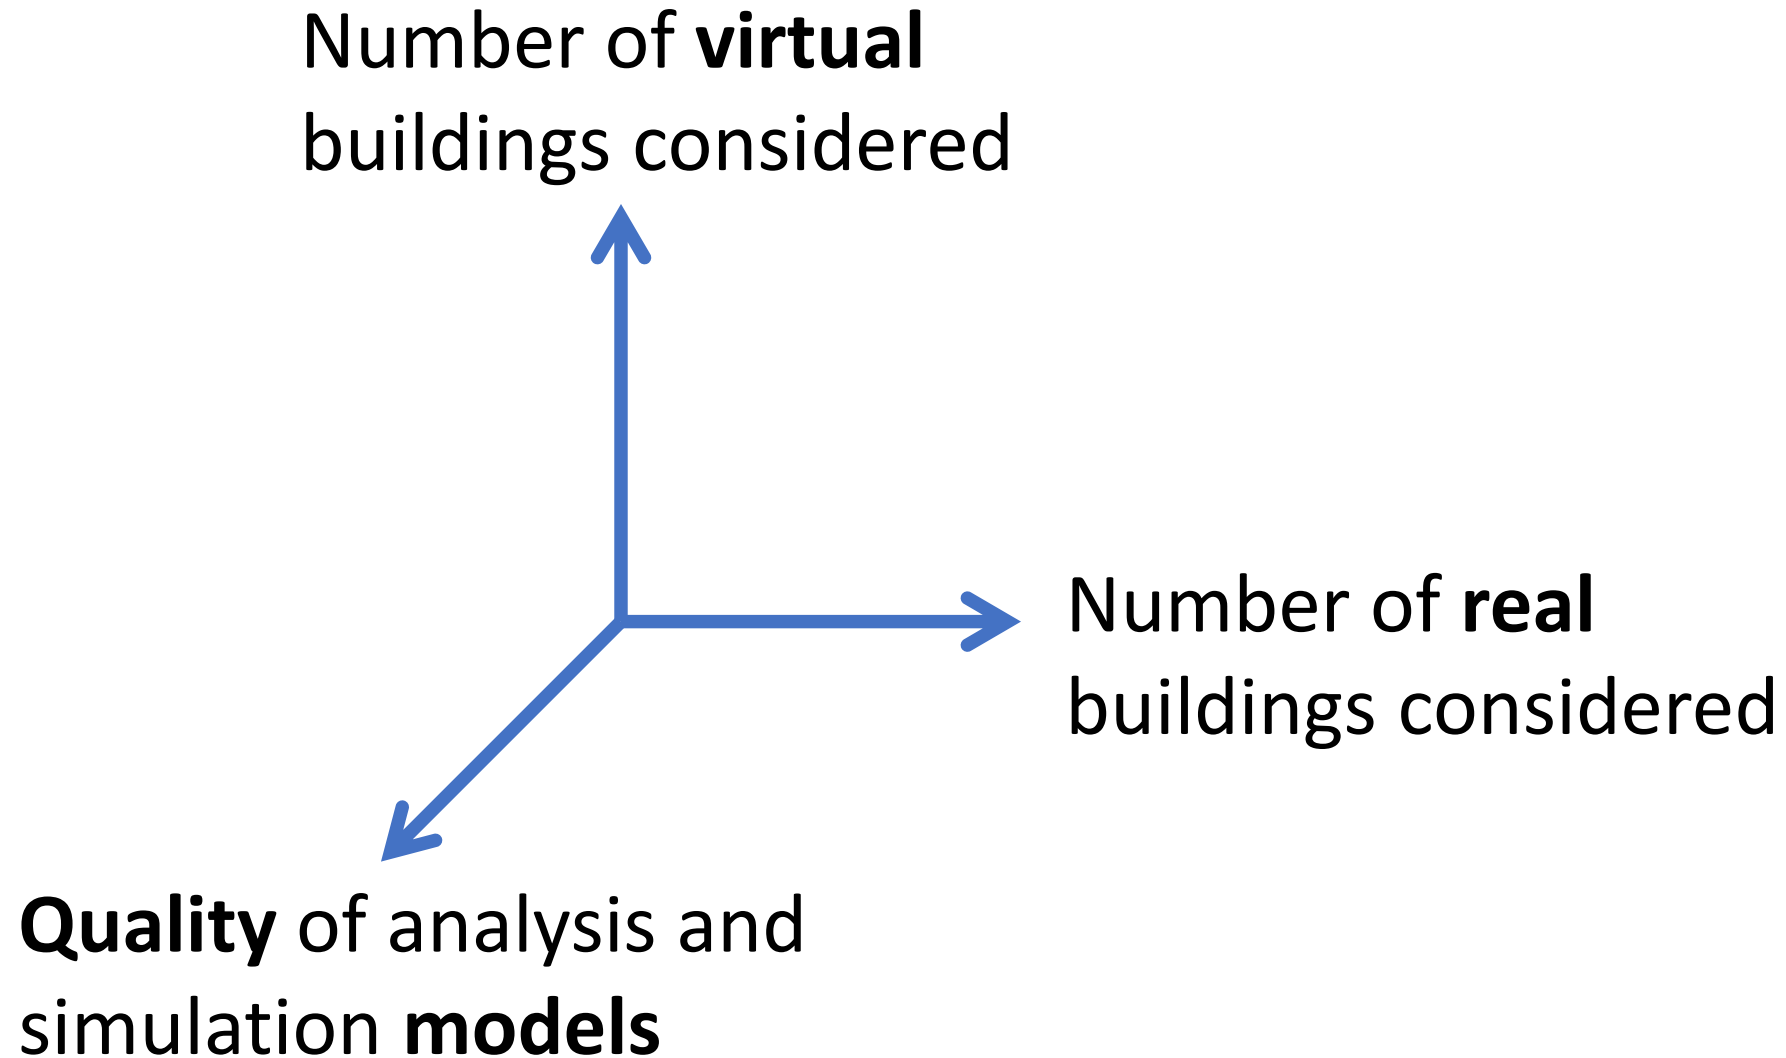 Number of virtual
buildings considered
Number of real
buildings considered
Quality of analysis and
simulation models